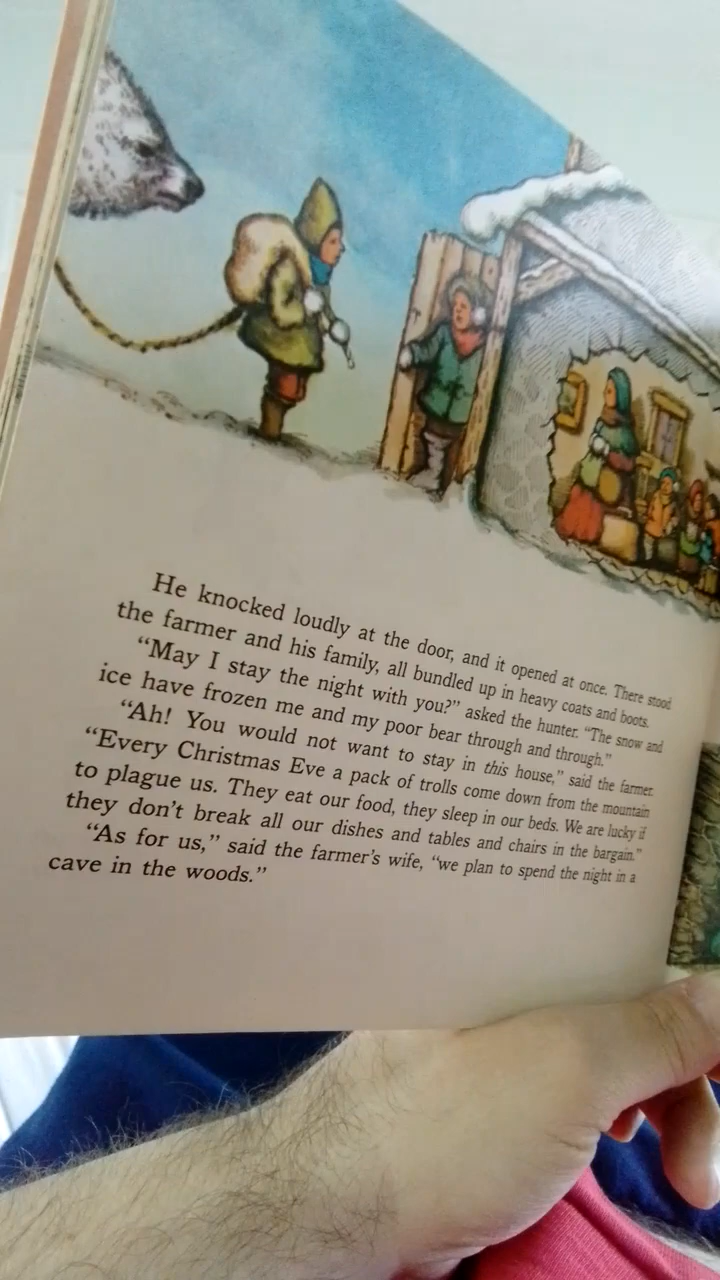 He knocked loudly at the door, and it opened at once. There stood
the farmer and his family, all bundled up in heavy coats and boots.
“May I stay the night with you?” asked the hunter. “The snow and
ice have frozen me and my poor bear through and through.”
“Ah! You would not want to stay in this house,” said the farmer.
“Every Christmas Eve a pack of trolls come down from the mountain
to plague us. They eat our food, they sleep in our beds. We are lucky if
they don’t break all our dishes and tables and chairs in the bargain.”
“As for us,” said the farmer’s wife, “we plan to spend the night in a
cave in the woods.”